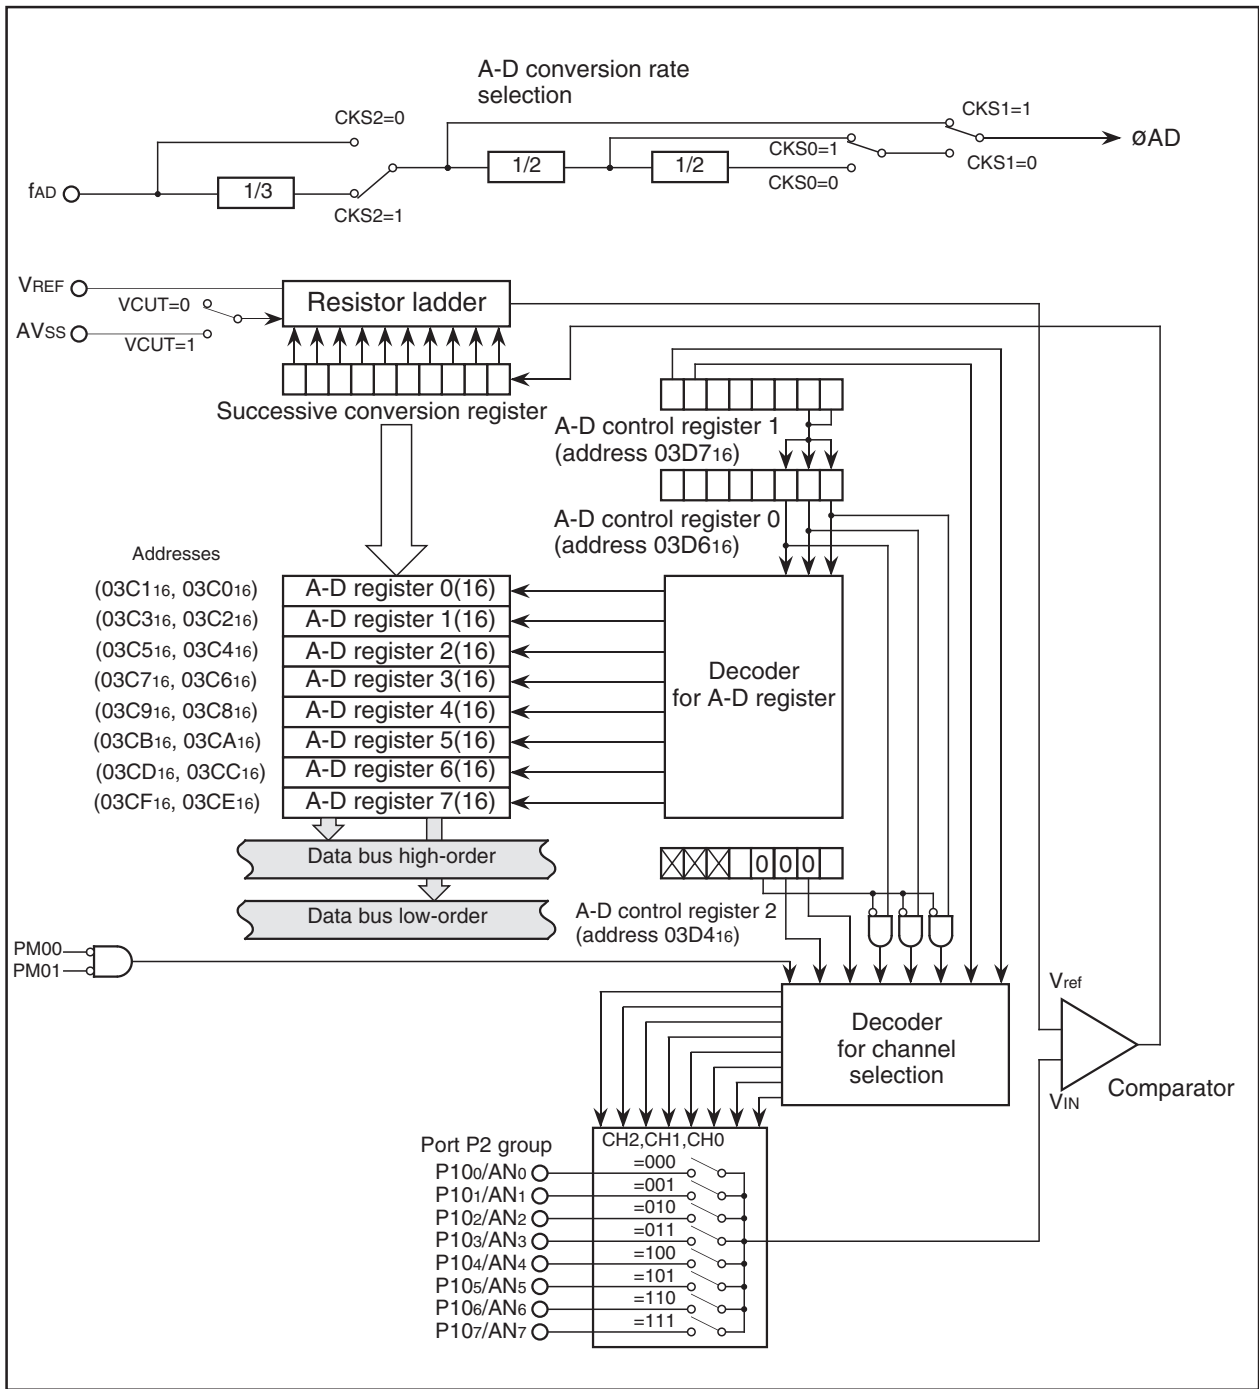 A-D conversion rate
selection
CKS2=0
CKS1=1
CKS0=1
øAD
CKS1=0
fAD
1/3
1/2
1/2
CKS0=0
CKS2=1
VREF
VCUT=0
Resistor ladder
AVSS
VCUT=1
Successive conversion register
A-D control register 1
(address 03D716)
A-D control register 0
(address 03D616)
Addresses
(03C116, 03C016)
A-D register 0(16)
(03C316, 03C216)
A-D register 1(16)
(03C516, 03C416)
A-D register 2(16)
(03C716, 03C616)
A-D register 3(16)
(03C916, 03C816)
A-D register 4(16)
(03CB16, 03CA16)
A-D register 5(16)
(03CD16, 03CC16)
A-D register 6(16)
(03CF16, 03CE16)
A-D register 7(16)
Decoder
for A-D register
Data bus high-order
Data bus low-order
0 0 0
A-D control register 2
(address 03D416)
PM00
PM01
Decoder
for channel
selection
Vref
VIN
Comparator
Port P2 group
CH2,CH1,CH0
P100/AN0
=000
P101/AN1
=001
P102/AN2
=010
P103/AN3
=011
P104/AN4
=100
P105/AN5
=101
P106/AN6
=110
P107/AN7
=111